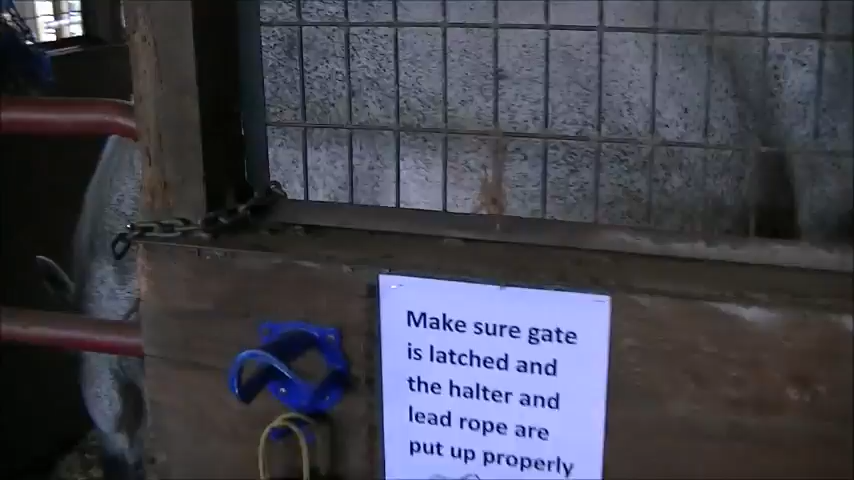 Make sure gate
is latched and
the halter and
lead rope are
put up properly